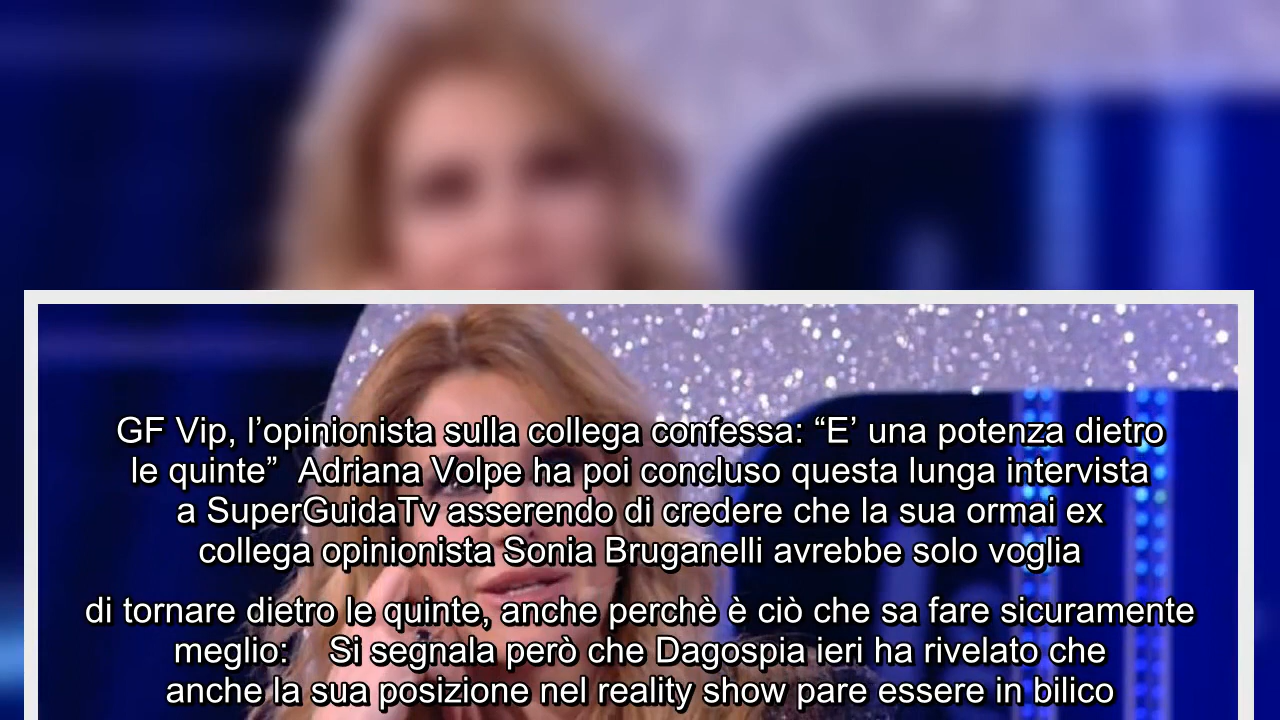 GF Vip, l’opinionista sulla collega confessa: “E’ una potenza dietro
le quinte”  Adriana Volpe ha poi concluso questa lunga intervista
a SuperGuidaTv asserendo di credere che la sua ormai ex
collega opinionista Sonia Bruganelli avrebbe solo voglia
di tornare dietro le quinte, anche perchè è ciò che sa fare sicuramente
meglio:    Si segnala però che Dagospia ieri ha rivelato che
anche la sua posizione nel reality show pare essere in bilico